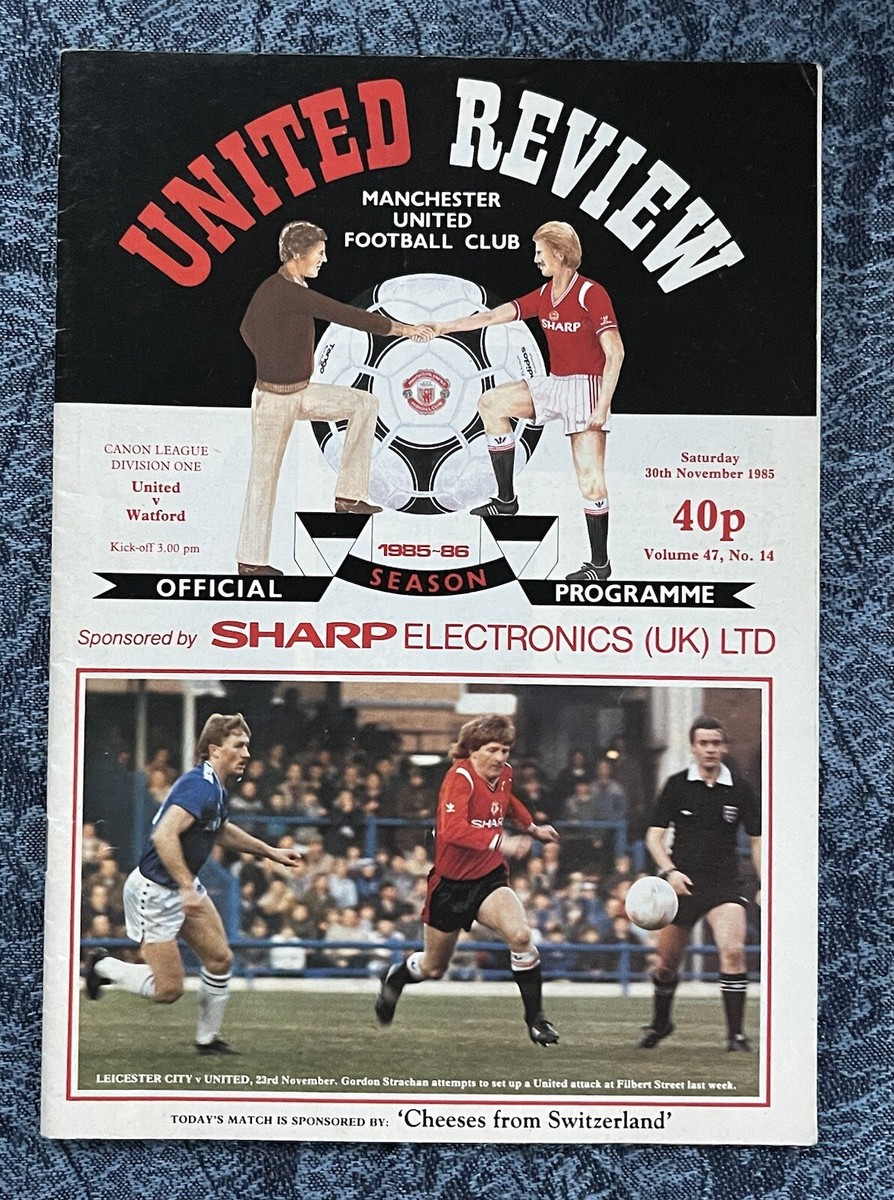 UNITED REVIEW
MANCHESTER
UNITED
FOOTBALL CLUB
SHARP
Tango
adidas
CANON LEAGUE
DIVISION ONE
United
v
Watford
Kick-off 3.00 pm
Saturday
30th November 1985
40p
Volume 47, No. 14
1985-86
OFFICIAL SEASON PROGRAMME
Sponsored by SHARP ELECTRONICS (UK) LTD
SHARP
LEICESTER CITY v UNITED, 23rd November. Gordon Strachan attempts to set up a United attack at Filbert Street last week.
TODAY'S MATCH IS SPONSORED BY: 'Cheeses from Switzerland'